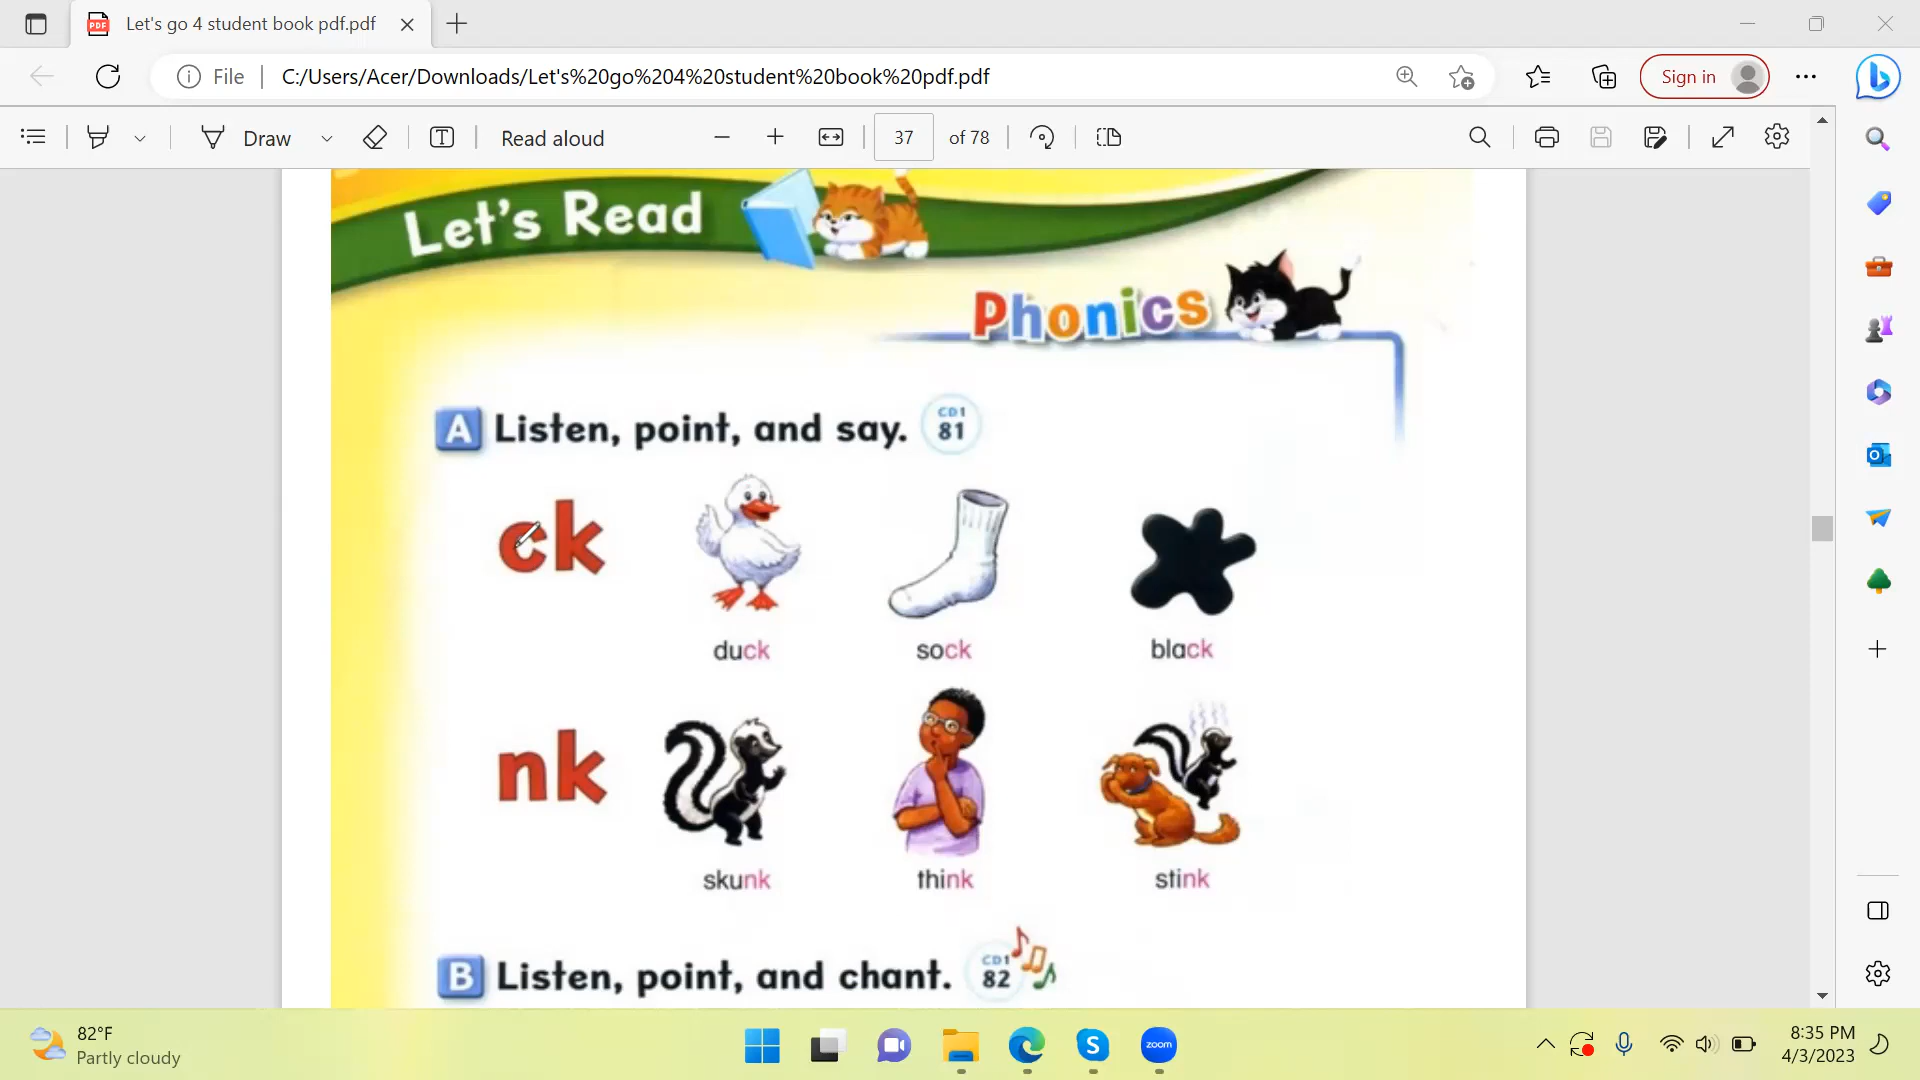 Let's go 4 student book pdf.pdf
File
C:/Users/Acer/Downloads/Let's%20go%204%20student%20book%20pdf.pdf
Sign in
Draw
Read aloud
37 of 78
Let's Read
Phonics
A Listen, point, and say. CD1 81
ck
duck sock black
nk
skunk think stink
B Listen, point, and chant. CD1 82
82°F
Partly cloudy
zoom
8:35 PM
4/3/2023